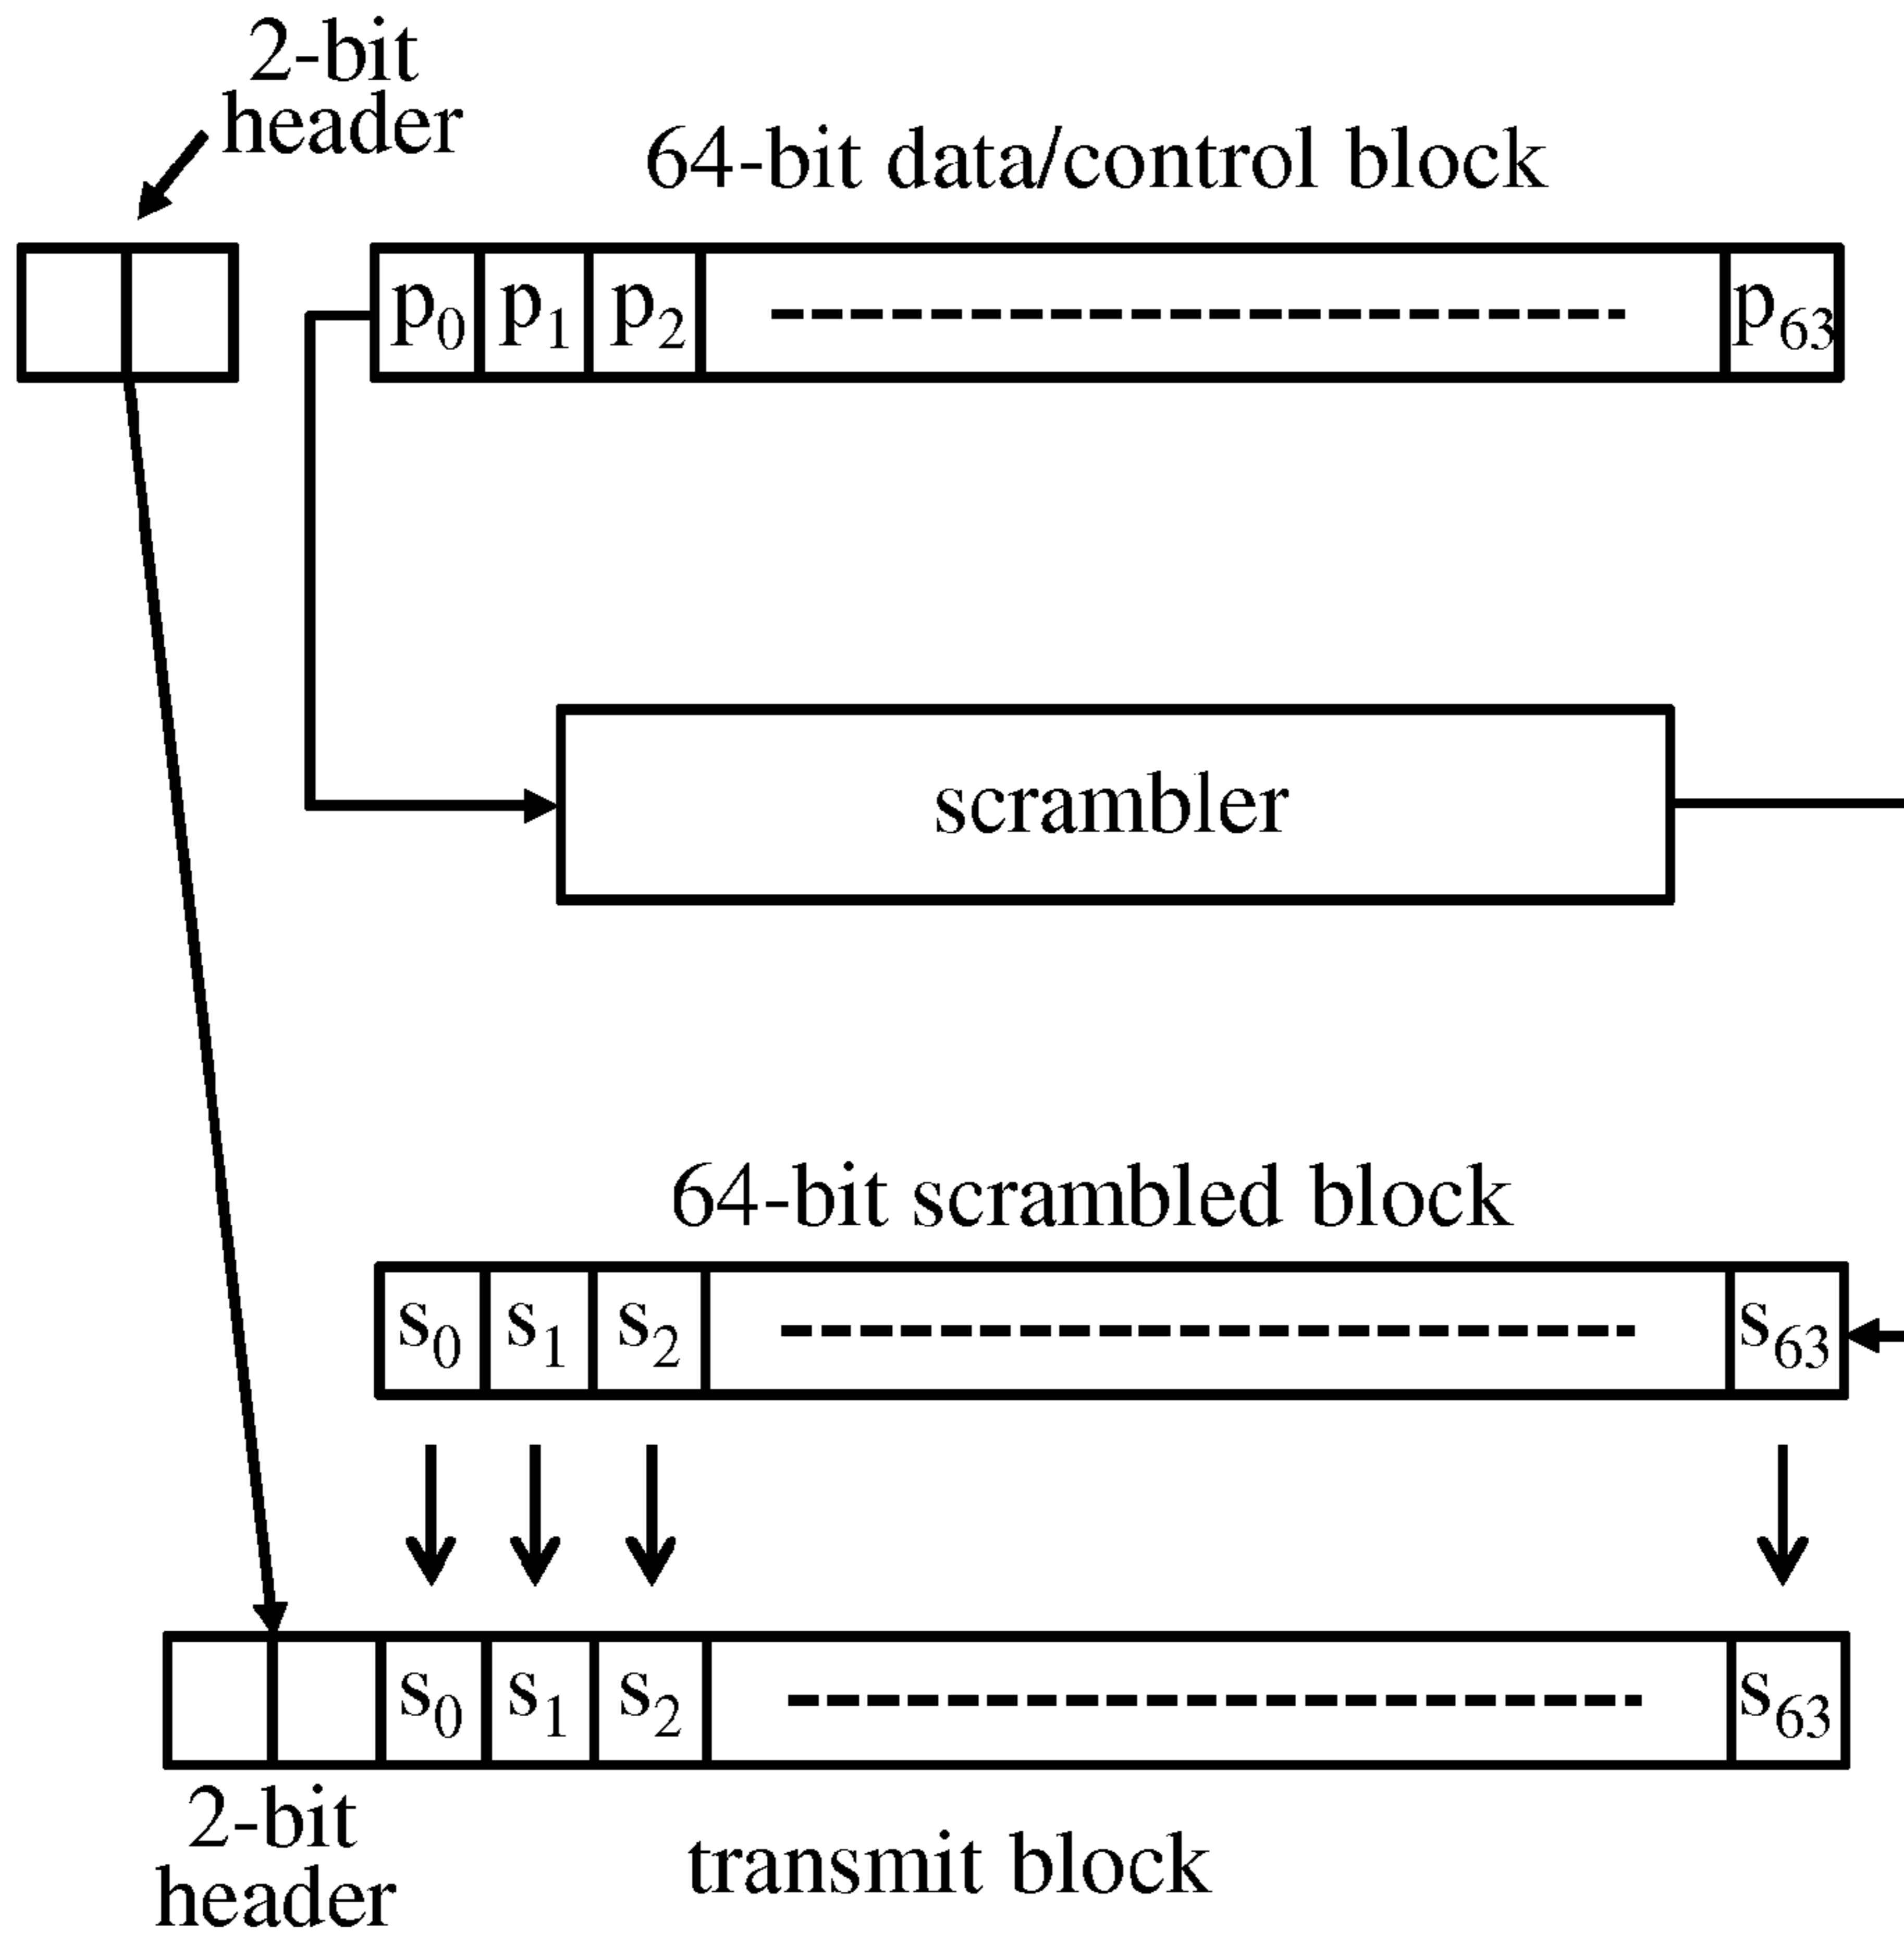 2-bit
header
64-bit data/control block
p0 p1 p2 p63
scrambler
64-bit scrambled block
s0 s1 s2 s63
s0 s1 s2 s63
2-bit
header
transmit block